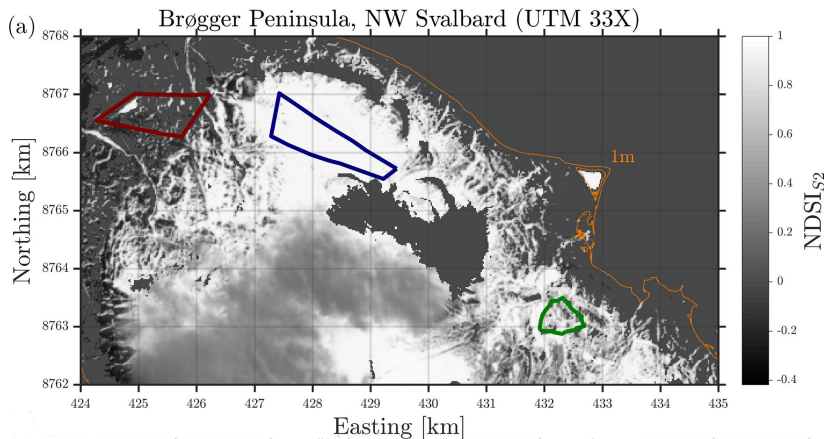 (a)
Brøgger Peninsula, NW Svalbard (UTM 33X)
8768
8767
8766
8765
8764
8763
8762
Northing [km]
1m
424 425 426 427 428 429 430 431 432 433 434 435
Easting [km]
1
0.8
0.6
0.4
0.2
0
-0.2
-0.4
NDSI_S2